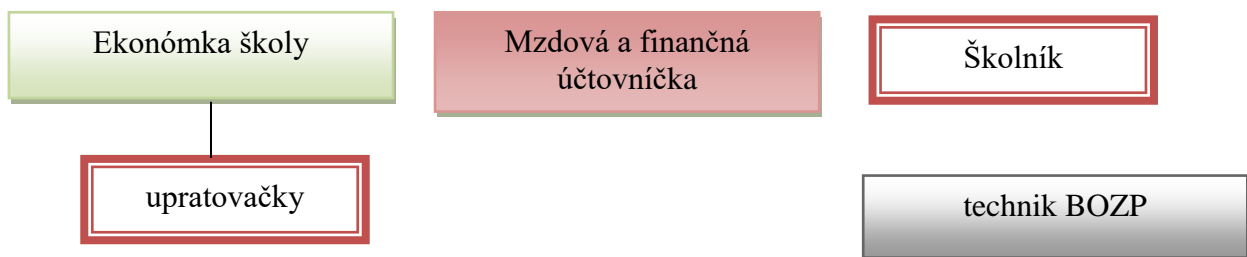 Ekonómka školy
Mzdová a finančná
účtovníčka
Školník
upratovačky
technik BOZP